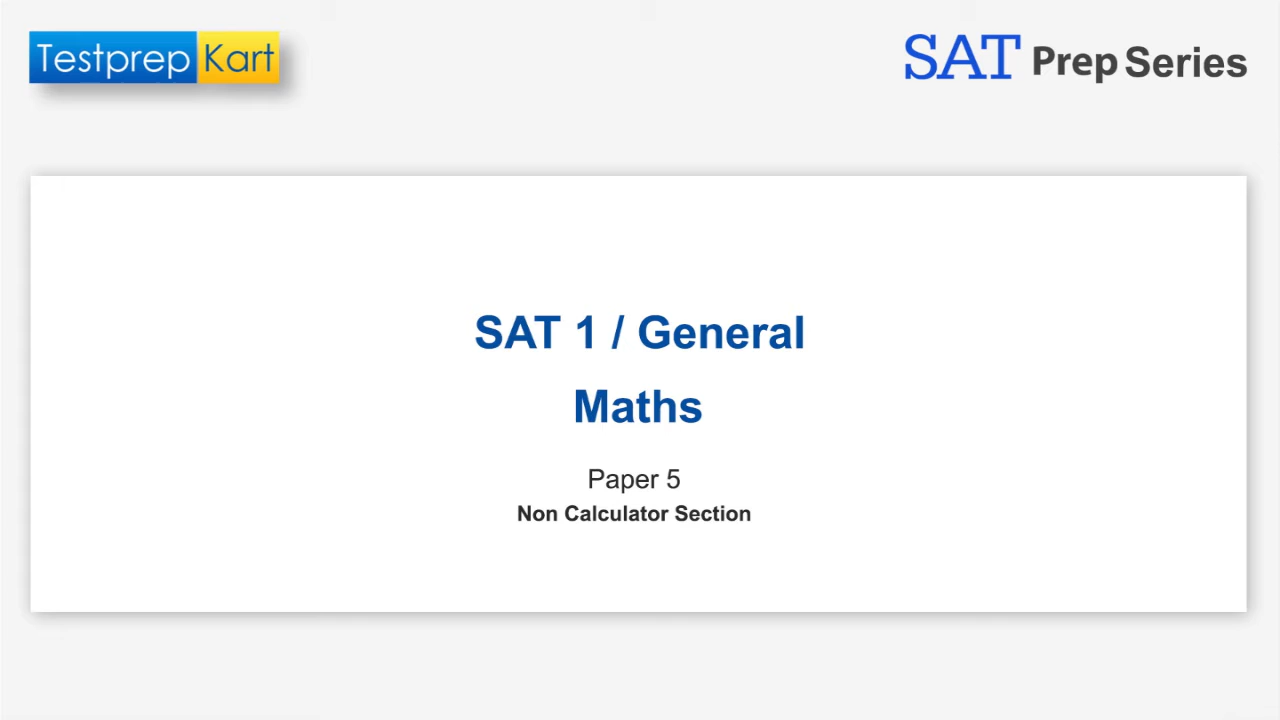 Testprep Kart
SAT Prep Series
SAT 1 / General
Maths
Paper 5
Non Calculator Section